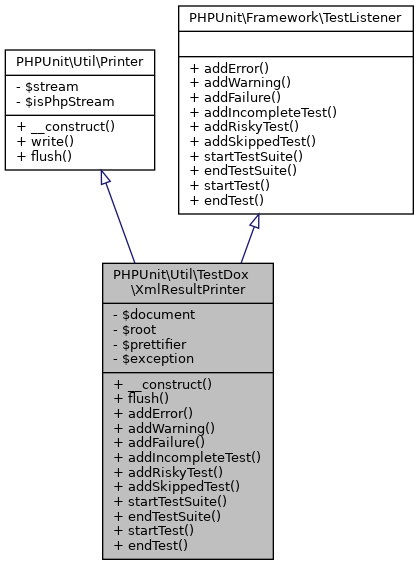 PHPUnit\Util\Printer
- $stream
- $isPhpStream
+ __construct()
+ write()
+ flush()
PHPUnit\Framework\TestListener
+ addError()
+ addWarning()
+ addFailure()
+ addIncompleteTest()
+ addRiskyTest()
+ addSkippedTest()
+ startTestSuite()
+ endTestSuite()
+ startTest()
+ endTest()
PHPUnit\Util\TestDox
\XmlResultPrinter
- $document
- $root
- $prettifier
- $exception
+ __construct()
+ flush()
+ addError()
+ addWarning()
+ addFailure()
+ addIncompleteTest()
+ addRiskyTest()
+ addSkippedTest()
+ startTestSuite()
+ endTestSuite()
+ startTest()
+ endTest()